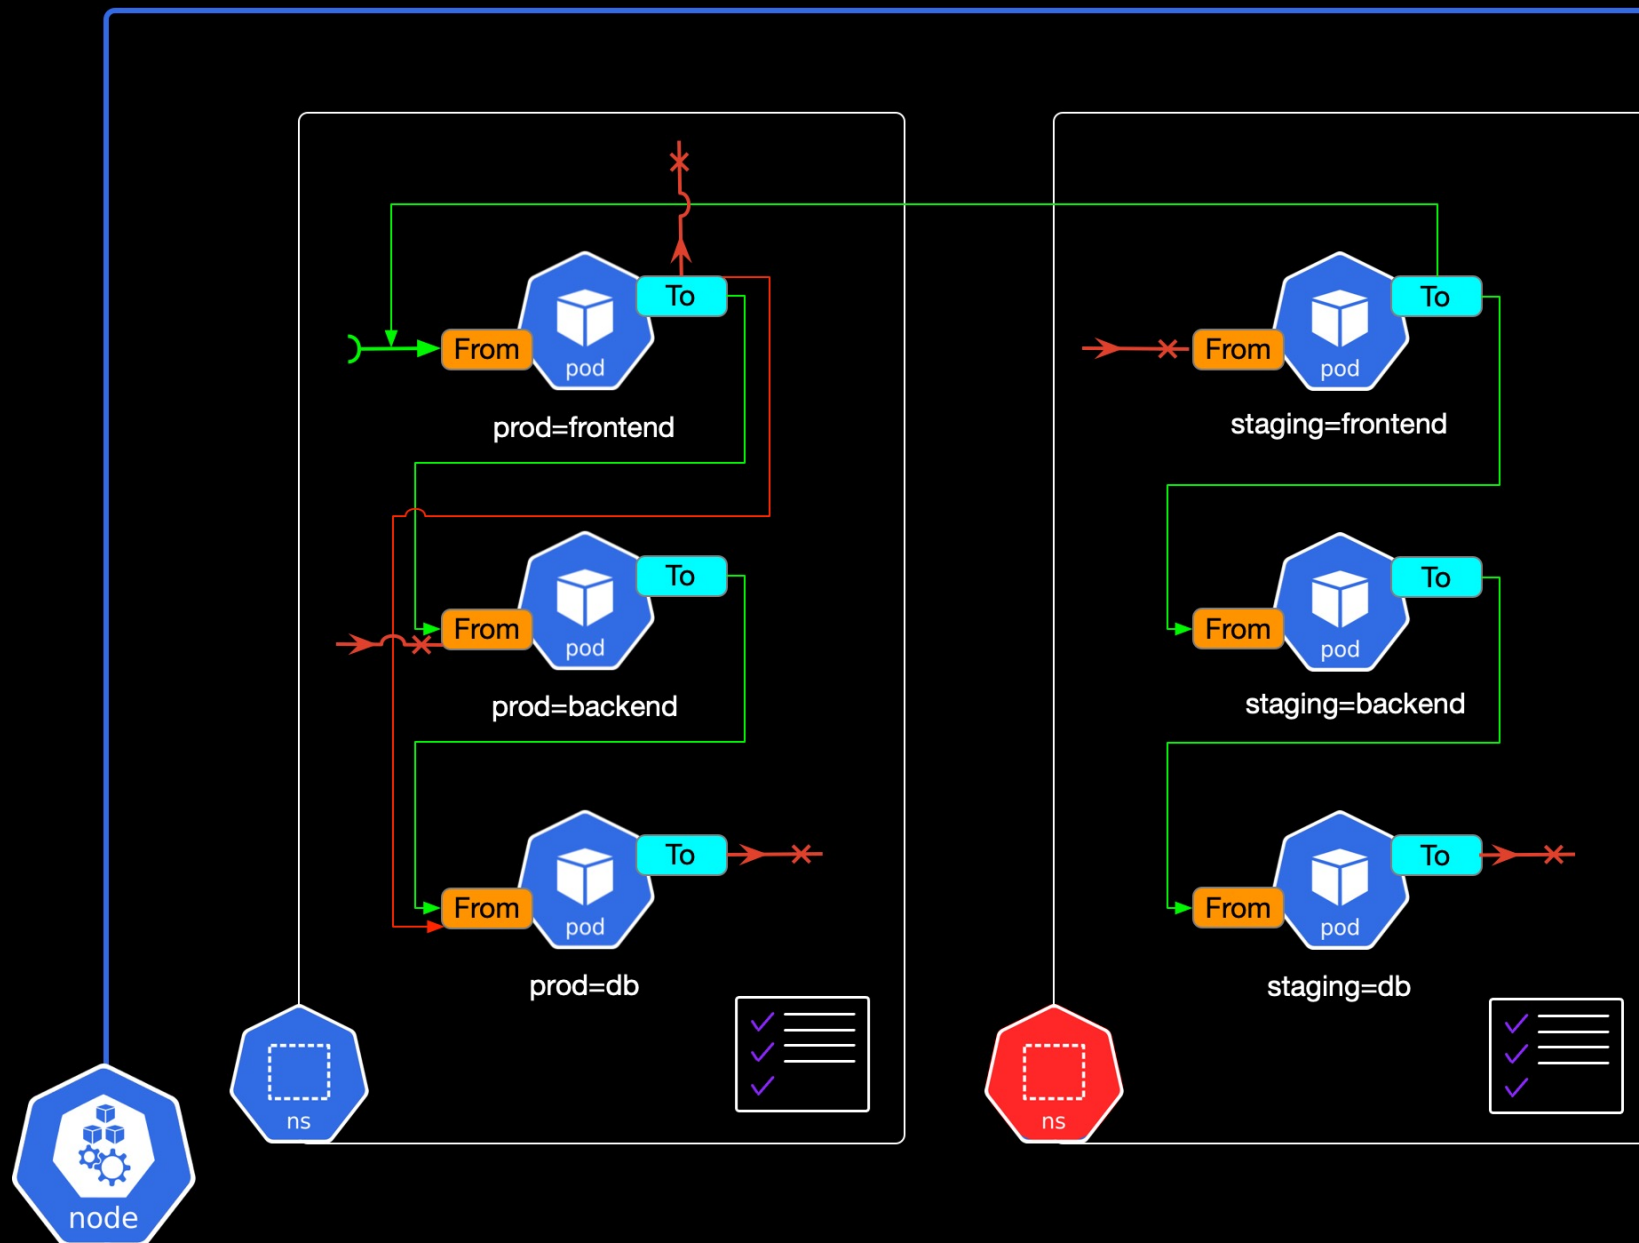 To
From
pod
prod=frontend
To
From
pod
prod=backend
To
From
pod
prod=db
ns
To
From
pod
staging=frontend
To
From
pod
staging=backend
To
From
pod
staging=db
ns
node